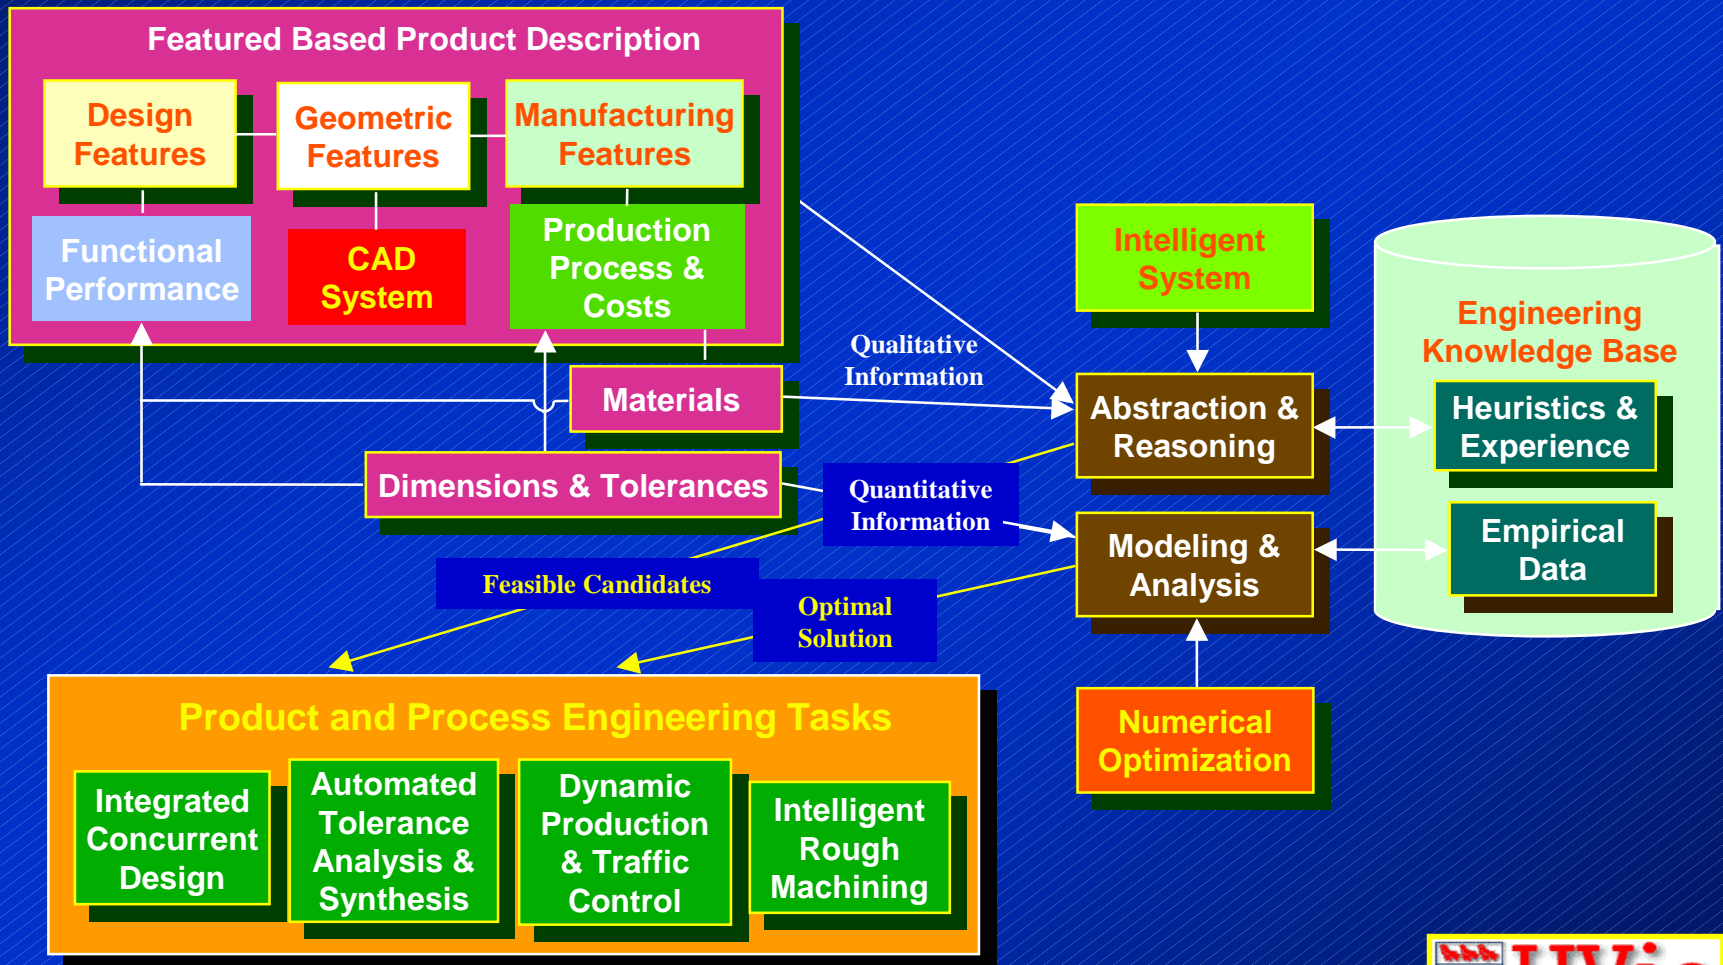 Featured Based Product Description
Design
Features
Geometric
Features
Manufacturing
Features
Functional
Performance
CAD
System
Production
Process &
Costs
Materials
Dimensions & Tolerances
Qualitative
Information
Quantitative
Information
Intelligent
System
Abstraction &
Reasoning
Modeling &
Analysis
Numerical
Optimization
Engineering
Knowledge Base
Heuristics &
Experience
Empirical
Data
Feasible Candidates
Optimal
Solution
Product and Process Engineering Tasks
Integrated
Concurrent
Design
Automated
Tolerance
Analysis &
Synthesis
Dynamic
Production
& Traffic
Control
Intelligent
Rough
Machining